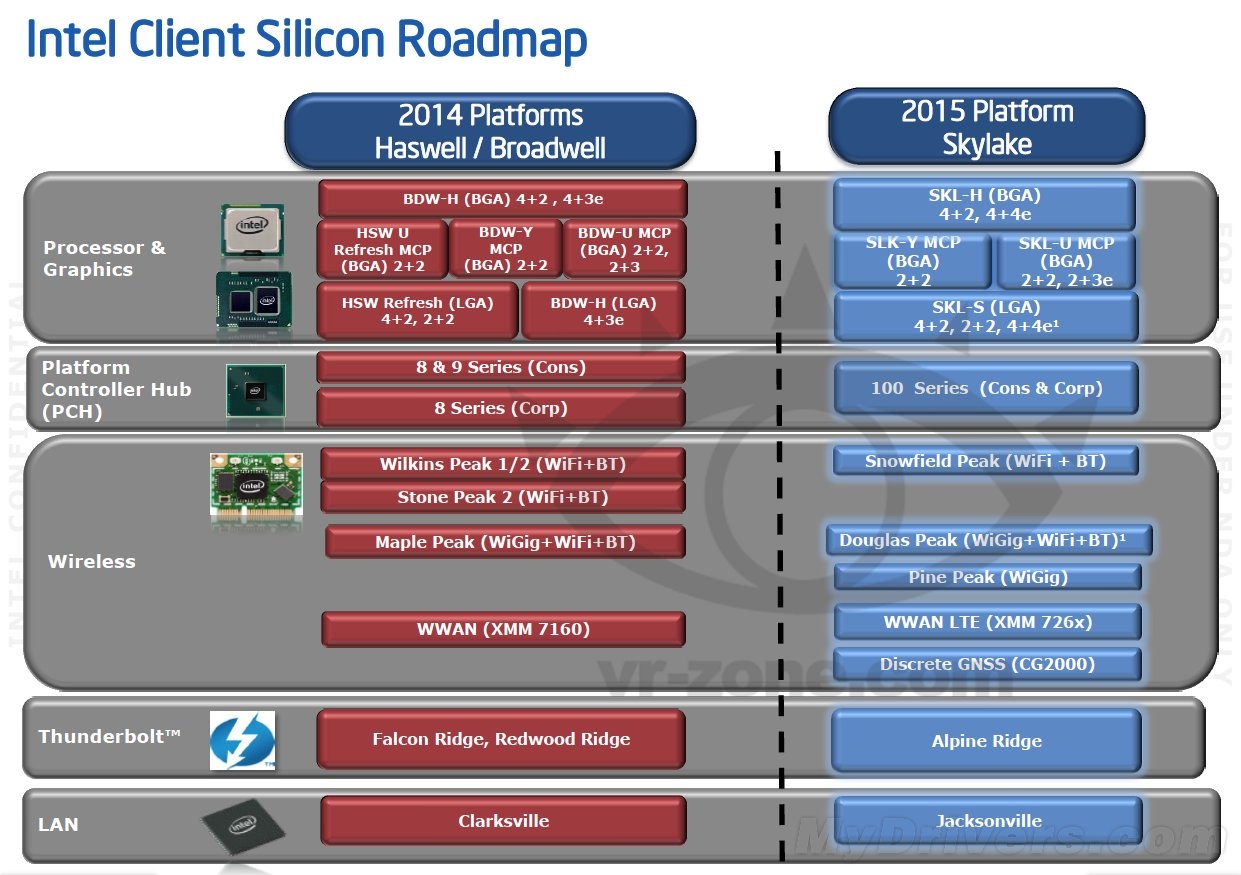 Intel Client Silicon Roadmap
2014 Platforms
Haswell / Broadwell
2015 Platform
Skylake
Processor &
Graphics
intel
intel
BDW-H (BGA) 4+2 , 4+3e
HSW U
Refresh MCP
(BGA) 2+2
BDW-Y
MCP
(BGA) 2+2
BDW-U MCP
(BGA) 2+2,
2+3
HSW Refresh (LGA)
4+2, 2+2
BDW-H (LGA)
4+3e
SKL-H (BGA)
4+2, 4+4e
SLK-Y MCP
(BGA)
2+2
SKL-U MCP
(BGA)
2+2, 2+3e
SKL-S (LGA)
4+2, 2+2, 4+4e¹
Platform
Controller Hub
(PCH)
intel
8 & 9 Series (Cons)
8 Series (Corp)
100 Series (Cons & Corp)
Wireless
intel
Wilkins Peak 1/2 (WiFi+BT)
Stone Peak 2 (WiFi+BT)
Maple Peak (WiGig+WiFi+BT)
WWAN (XMM 7160)
Snowfield Peak (WiFi + BT)
Douglas Peak (WiGig+WiFi+BT)¹
Pine Peak (WiGig)
WWAN LTE (XMM 726x)
Discrete GNSS (CG2000)
vr-zone.com
Thunderbolt™
TM
Falcon Ridge, Redwood Ridge
Alpine Ridge
LAN
intel
Clarksville
Jacksonville
MyDrivers.com
INTEL CONFIDENTIAL
FOR USE UNDER NDA ONLY